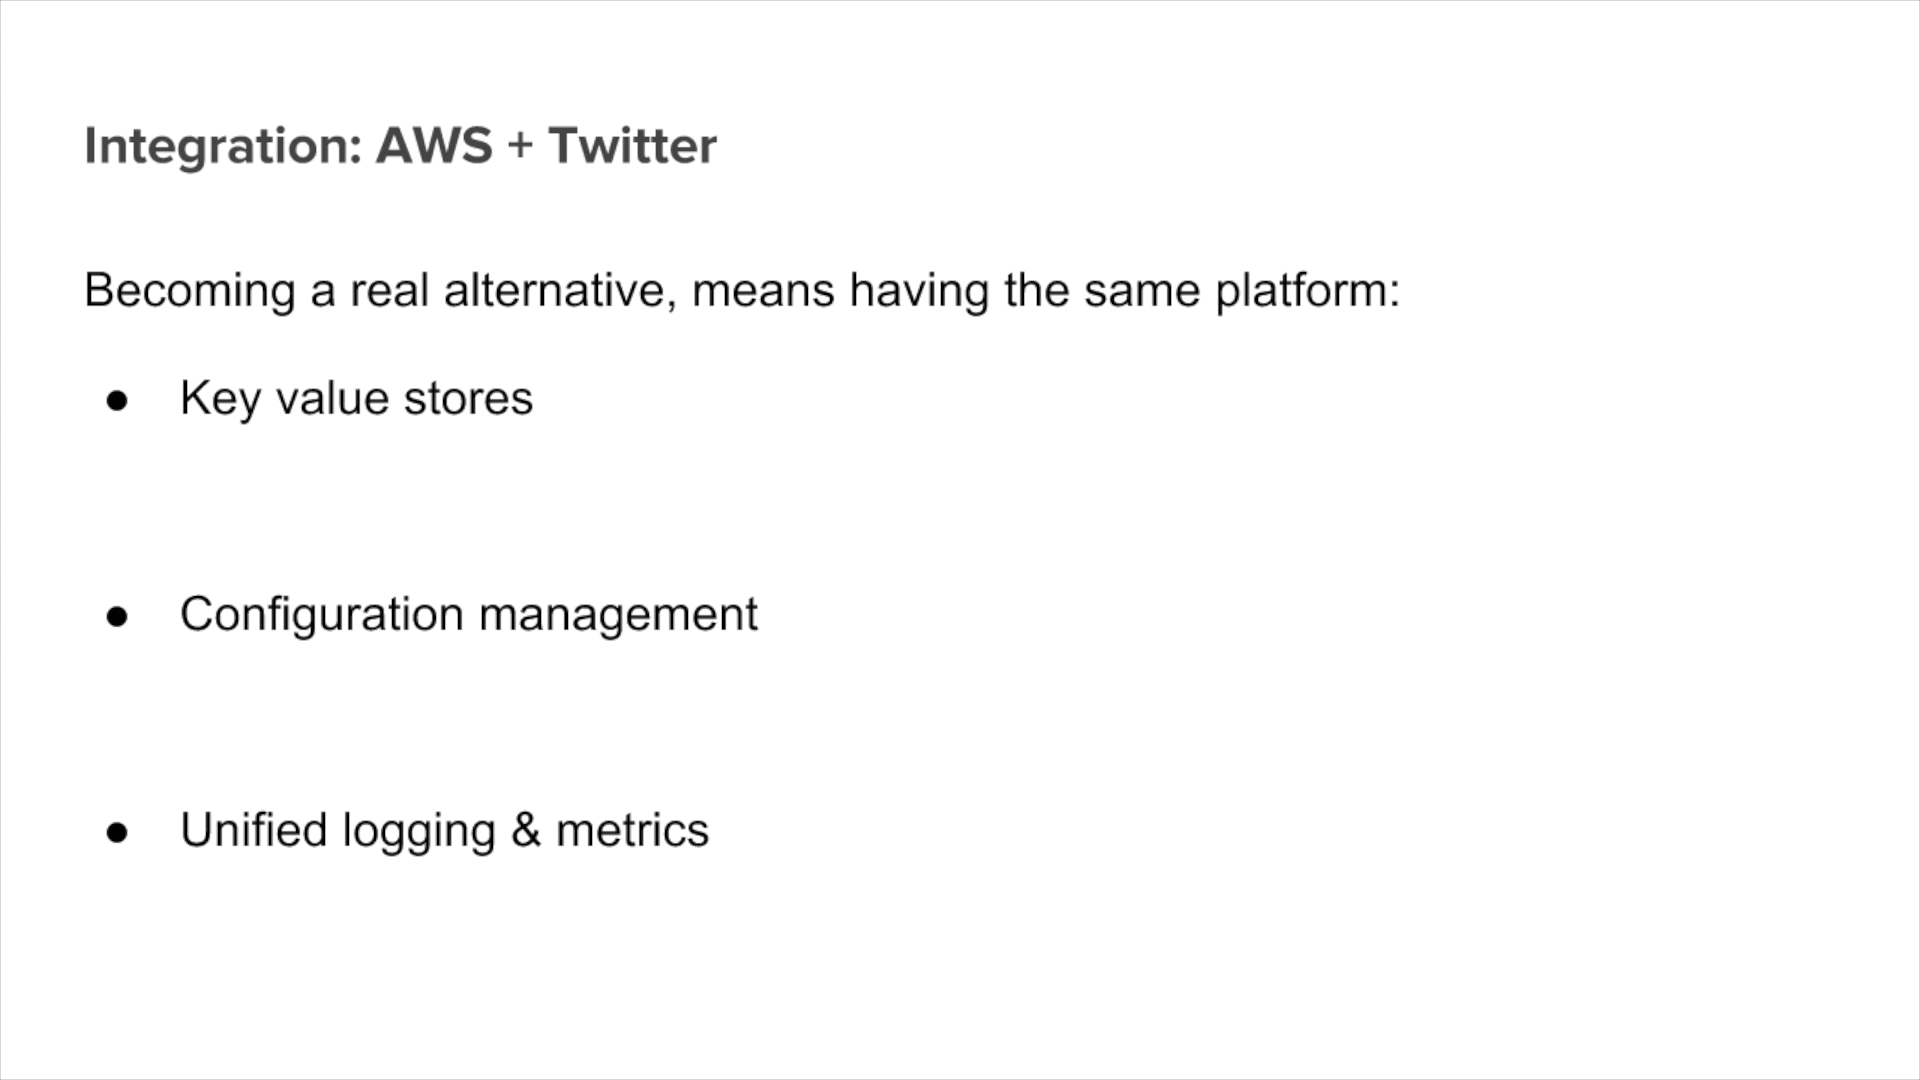 Integration: AWS + Twitter
Becoming a real alternative, means having the same platform:
● Key value stores
● Configuration management
● Unified logging & metrics